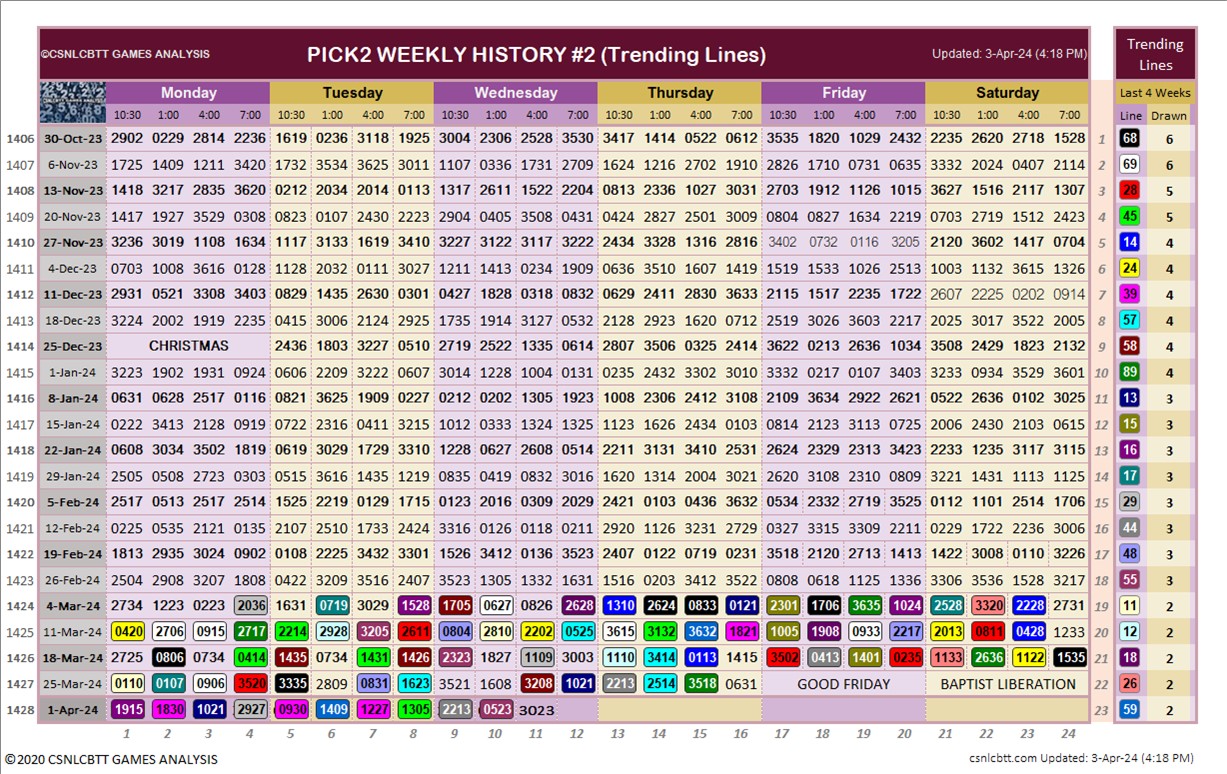 ©CSNLCBTT GAMES ANALYSIS PICK2 WEEKLY HISTORY #2 (Trending Lines) Updated: 3-Apr-24 (4:18 PM) Trending Lines
Monday Tuesday Wednesday Thursday Friday Saturday Last 4 Weeks
10:30 1:00 4:00 7:00 10:30 1:00 4:00 7:00 10:30 1:00 4:00 7:00 10:30 1:00 4:00 7:00 10:30 1:00 4:00 7:00 10:30 1:00 4:00 7:00 Line Drawn
1406 30-Oct-23 2902 0229 2814 2236 1619 0236 3118 1925 3004 2306 2528 3530 3417 1414 0522 0612 3535 1820 1029 2432 2235 2620 2718 1528 1 68 6
1407 6-Nov-23 1725 1409 1211 3420 1732 3534 3625 3011 1107 0336 1731 2709 1624 1216 2702 1910 2826 1710 0731 0635 3332 2024 0407 2114 2 69 6
1408 13-Nov-23 1418 3217 2835 3620 0212 2034 2014 0113 1317 2611 1522 2204 0813 2336 1027 3031 2703 1912 1126 1015 3627 1516 2117 1307 3 28 5
1409 20-Nov-23 1417 1927 3529 0308 0823 0107 2430 2223 2904 0405 3508 0431 0424 2827 2501 3009 0804 0827 1634 2219 0703 2719 1512 2423 4 45 5
1410 27-Nov-23 3236 3019 1108 1634 1117 3133 1619 3410 3227 3122 3117 3222 2434 3328 1316 2816 3402 0732 0116 3205 2120 3602 1417 0704 5 14 4
1411 4-Dec-23 0703 1008 3616 0128 1128 2032 0111 3027 1211 1413 0234 1909 0636 3510 1607 1419 1519 1533 1026 2513 1003 1132 3615 1326 6 24 4
1412 11-Dec-23 2931 0521 3308 3403 0829 1435 2630 0301 0427 1828 0318 0832 0629 2411 2830 3633 2115 1517 2235 1722 2607 2225 0202 0914 7 39 4
1413 18-Dec-23 3224 2002 1919 2235 0415 3006 2124 2925 1735 1914 3127 0532 2128 2923 1620 0712 2519 3026 3603 2217 2025 3017 3522 2005 8 57 4
1414 25-Dec-23 CHRISTMAS 2436 1803 3227 0510 2719 2522 1335 0614 2807 3506 0325 2414 3622 0213 2636 1034 3508 2429 1823 2132 9 58 4
1415 1-Jan-24 3223 1902 1931 0924 0606 2209 3222 0607 3014 1228 1004 0131 0235 2432 3302 3010 3332 0217 0107 3403 3233 0934 3529 3601 10 89 4
1416 8-Jan-24 0631 0628 2517 0116 0821 3625 1909 0227 0212 0202 1305 1923 1008 2306 2412 3108 2109 3634 2922 2621 0522 2636 0102 3025 11 13 3
1417 15-Jan-24 0222 3413 2128 0919 0722 2316 0411 3215 1012 0333 1324 1325 1123 1626 2434 0103 0814 2123 3113 0725 2006 2430 2103 0615 12 15 3
1418 22-Jan-24 0608 3034 3502 1819 0619 3029 1729 3310 1228 0627 2608 0514 2211 3131 3410 2531 2624 2329 2313 3423 2233 1235 3117 3115 13 16 3
1419 29-Jan-24 2505 0508 2723 0303 0515 3616 1435 1213 0835 0419 0832 3016 1620 1314 1704 3021 2620 3108 2310 0809 3221 1431 1113 1125 14 17 3
1420 5-Feb-24 2517 0513 2517 2514 1525 2219 0129 1715 0123 2016 0309 2029 2421 0103 0436 3632 0534 2332 2719 3525 0112 1101 2514 1706 15 29 3
1421 12-Feb-24 0225 0535 2121 0135 2107 2510 1733 2424 3316 0126 0118 0211 2920 1126 3231 2729 0327 3315 3309 2211 0229 1722 2236 3006 16 44 3
1422 19-Feb-24 1813 2935 3024 0902 0108 2225 3432 3301 1526 3412 0136 3523 2407 0122 0719 0231 3518 2120 2713 1413 1422 3008 0110 3226 17 48 3
1423 26-Feb-24 2504 2908 3207 1808 0422 3209 3516 2407 3523 1305 1332 1631 1516 0203 3412 3522 0808 0618 1125 1336 3306 3536 1528 3217 18 55 3
1424 4-Mar-24 2734 1223 0223 2036 1631 0719 3029 1528 1705 0627 0826 2628 1310 2624 0833 0121 2301 1706 3635 1024 2528 3320 2228 2731 19 11 2
1425 11-Mar-24 0420 2706 0915 2717 2214 2928 3205 2611 0804 2810 2202 0525 3615 3132 3632 1821 1005 1908 0933 2217 2013 0811 0428 1233 20 12 2
1426 18-Mar-24 2725 0806 0734 0414 1435 0734 1431 1426 2323 1827 1109 3003 1110 3414 0113 1415 3502 0413 1401 0235 1133 2636 1122 1535 21 18 2
1427 25-Mar-24 0110 0107 0906 3520 3335 2809 0831 1623 3521 1608 3208 1021 2213 2514 3518 0631 GOOD FRIDAY BAPTIST LIBERATION 22 26 2
1428 1-Apr-24 1915 1830 1021 2927 0930 1409 1227 1305 2213 0523 3023 23 59 2
1 2 3 4 5 6 7 8 9 10 11 12 13 14 15 16 17 18 19 20 21 22 23 24
©2020 CSNLCBTT GAMES ANALYSIS csnlcbtt.com Updated: 3-Apr-24 (4:18 PM)